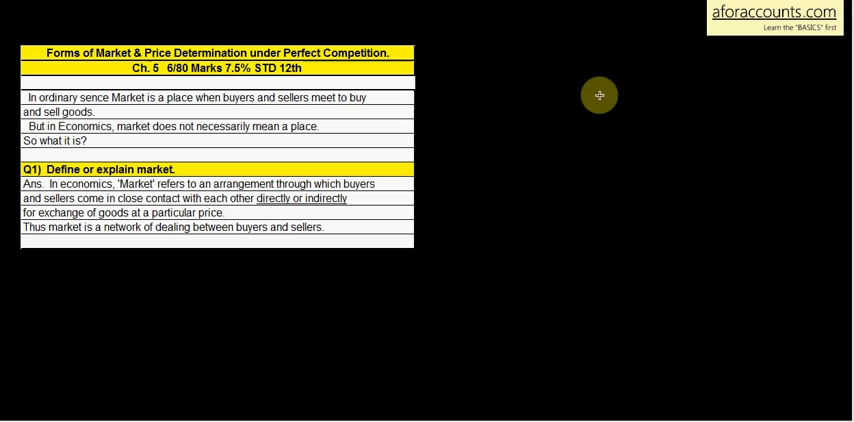 aforaccounts.com
Learn the "BASICS" first
Forms of Market & Price Determination under Perfect Competition.
Ch. 5 6/80 Marks 7.5% STD 12th
In ordinary sence Market is a place when buyers and sellers meet to buy
and sell goods.
But in Economics, market does not necessarily mean a place.
So what it is?
Q1) Define or explain market.
Ans. In economics, 'Market' refers to an arrangement through which buyers
and sellers come in close contact with each other directly or indirectly
for exchange of goods at a particular price.
Thus market is a network of dealing between buyers and sellers.